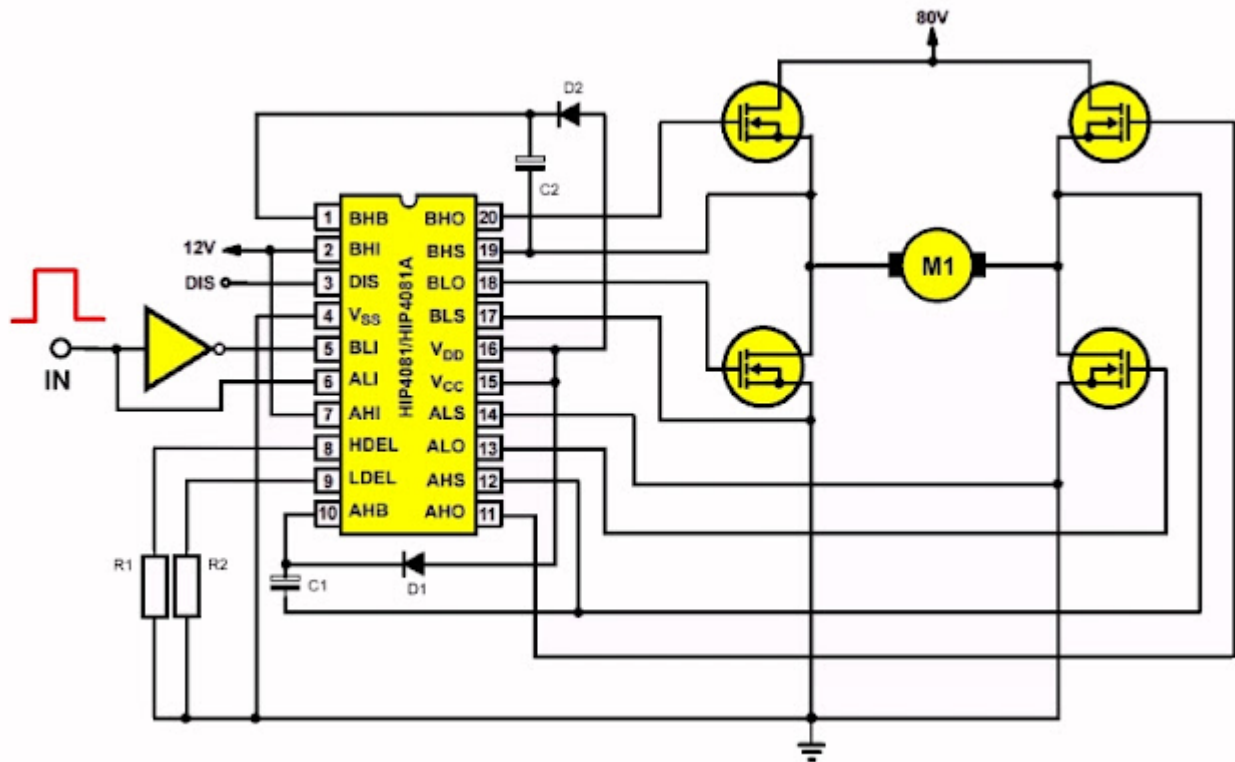 80V
D2
C2
1 BHB BHO 20
12V 2 BHI BHS 19
DIS 3 DIS BLO 18
4 VSS BLS 17
IN 5 BLI VDD 16
6 ALI VCC 15
7 AHI ALS 14
8 HDEL ALO 13
9 LDEL AHS 12
10 AHB AHO 11
HIP4081/HIP4081A
M1
R1 R2
C1 D1